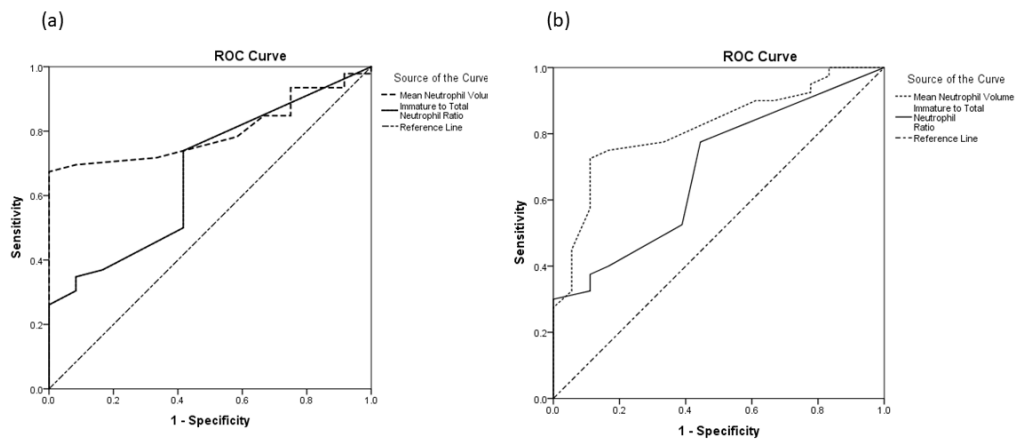 (a)
ROC Curve
Sensitivity
1.0
0.8
0.6
0.4
0.2
0.0
0.0 0.2 0.4 0.6 0.8 1.0
1 - Specificity
Source of the Curve
Mean Neutrophil Volu
Immature to Total
Neutrophil Ratio
Reference Line
(b)
ROC Curve
Sensitivity
1.0
0.8
0.6
0.4
0.2
0.0
0.0 0.2 0.4 0.6 0.8 1.0
1 - Specificity
Source of the Curve
Mean Neutrophil Volume
Immature to Total
Neutrophil
Ratio
Reference Line